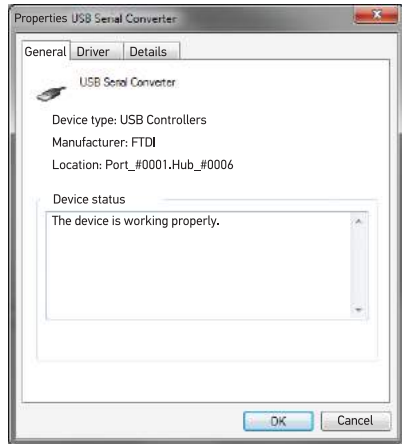 Properties USB Serial Converter
General Driver Details
USB Serial Converter
Device type: USB Controllers
Manufacturer: FTDI
Location: Port_#0001.Hub_#0006
Device status
The device is working properly.
OK Cancel